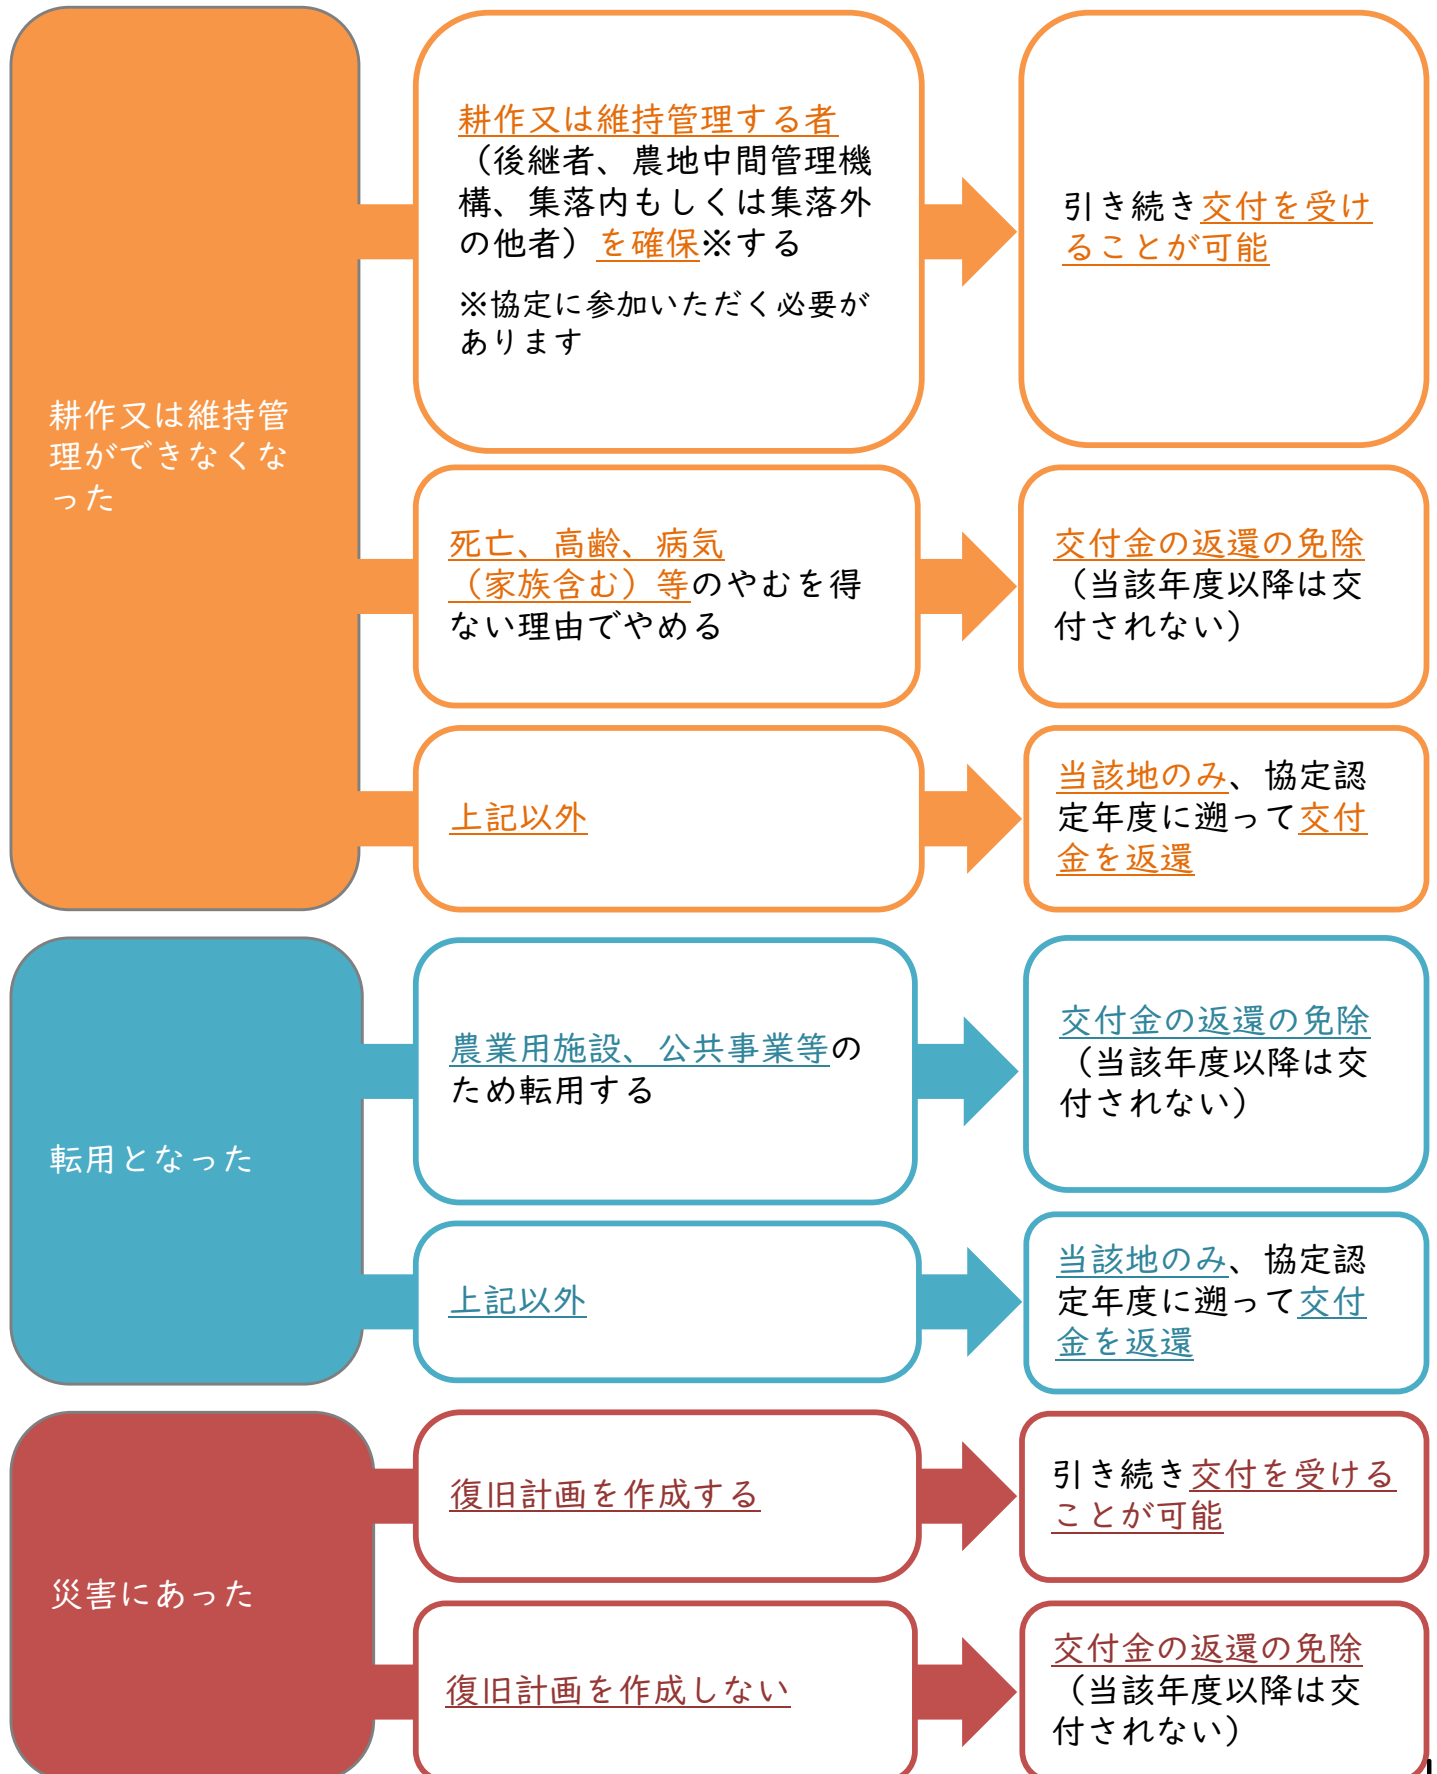 耕作又は維持管
理ができなくな
った
耕作又は維持管理する者
（後継者、農地中間管理機
構、集落内もしくは集落外
の他者）を確保※する
※協定に参加いただく必要が
あります
引き続き交付を受け
ることが可能
死亡、高齢、病気
（家族含む）等のやむを得
ない理由でやめる
交付金の返還の免除
（当該年度以降は交
付されない）
上記以外
当該地のみ、協定認
定年度に遡って交付
金を返還
転用となった
農業用施設、公共事業等の
ため転用する
交付金の返還の免除
（当該年度以降は交
付されない）
上記以外
当該地のみ、協定認
定年度に遡って交付
金を返還
災害にあった
復旧計画を作成する
引き続き交付を受ける
ことが可能
復旧計画を作成しない
交付金の返還の免除
（当該年度以降は交
付されない）